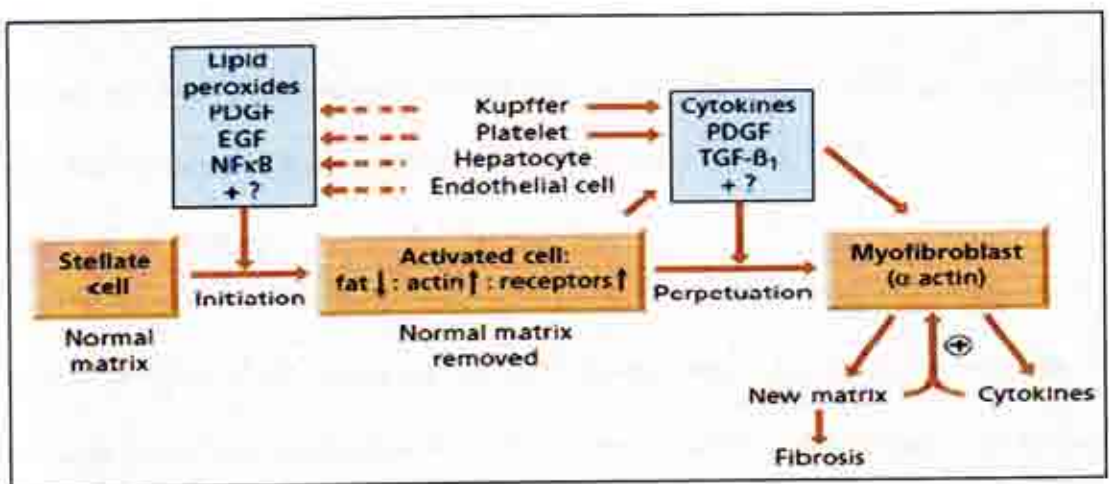 Lipid
peroxides
PDGF
EGF
NFκB
+ ?
Kupffer
Platelet
Hepatocyte
Endothelial cell
Cytokines
PDGF
TGF-B₁
+ ?
Stellate
cell
Normal
matrix
Initiation
Activated cell:
fat ↓ : actin ↑ : receptors ↑
Normal matrix
removed
Perpetuation
Myofibroblast
(α actin)
+
New matrix
Cytokines
Fibrosis